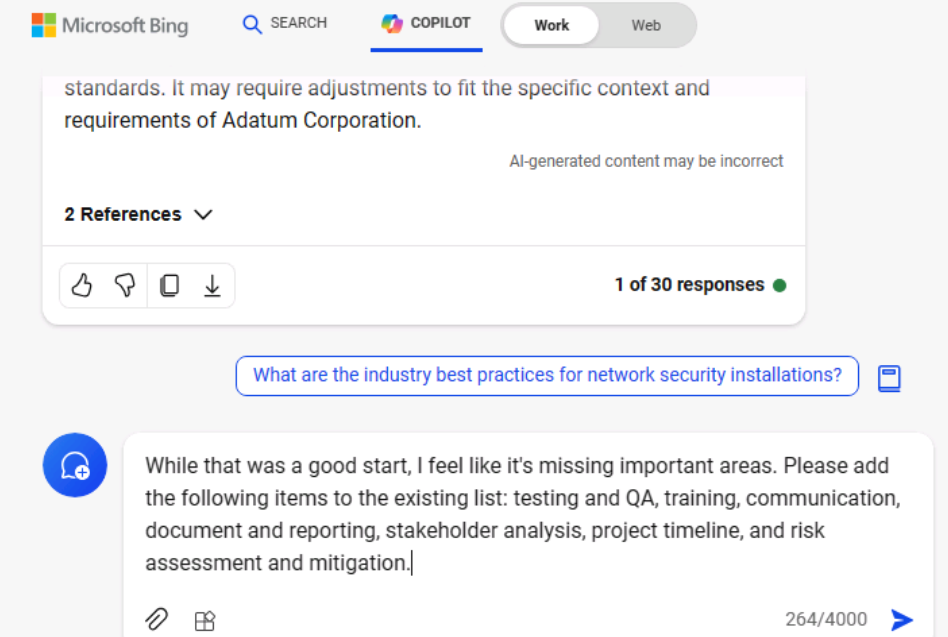 Microsoft Bing
SEARCH
COPILOT
Work
Web
standards. It may require adjustments to fit the specific context and
requirements of Adatum Corporation.
AI-generated content may be incorrect
2 References
1 of 30 responses
What are the industry best practices for network security installations?
While that was a good start, I feel like it's missing important areas. Please add
the following items to the existing list: testing and QA, training, communication,
document and reporting, stakeholder analysis, project timeline, and risk
assessment and mitigation.
264/4000